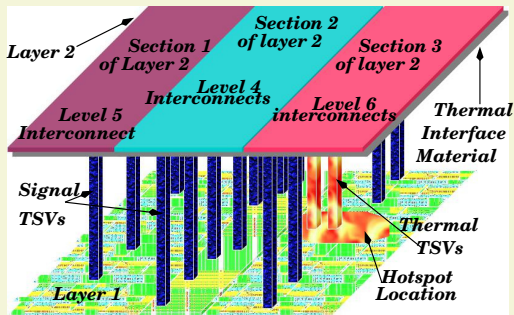 Layer 2
Section 1
of Layer 2
Section 2
of layer 2
Section 3
of layer 2
Level 5
Interconnect
Level 4
Interconnects
Level 6
interconnects
Thermal
Interface
Material
Signal
TSVs
Thermal
TSVs
Layer 1
Hotspot
Location